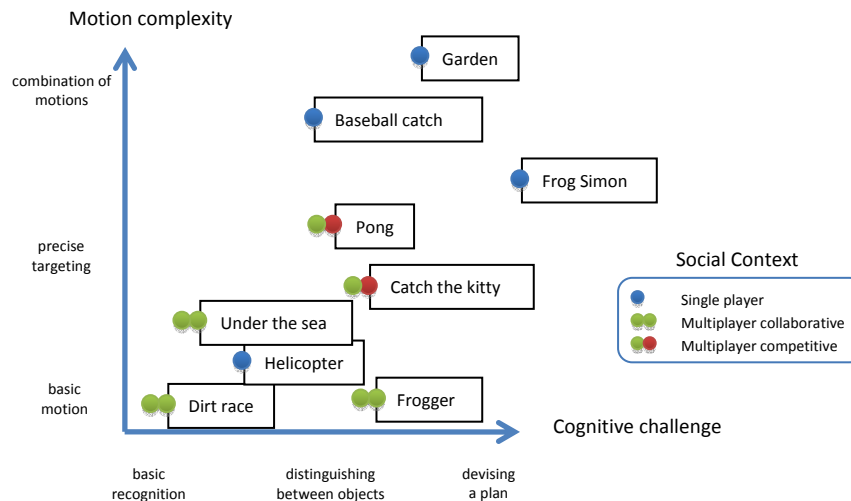 Motion complexity
combination of
motions
Garden
Baseball catch
Frog Simon
Pong
precise
targeting
Catch the kitty
Under the sea
Helicopter
basic
motion
Dirt race
Frogger
Social Context
Single player
Multiplayer collaborative
Multiplayer competitive
Cognitive challenge
basic
recognition
distinguishing
between objects
devising
a plan